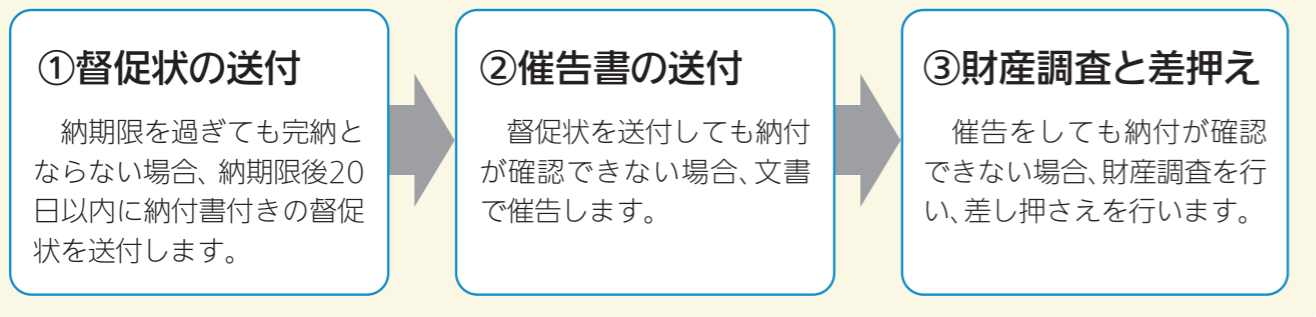 ①督促状の送付
　納期限を過ぎても完納と
ならない場合、納期限後20
日以内に納付書付きの督促
状を送付します。
②催告書の送付
　督促状を送付しても納付
が確認できない場合、文書
で催告します。
③財産調査と差押え
　催告をしても納付が確認
できない場合、財産調査を行
い、差し押さえを行います。